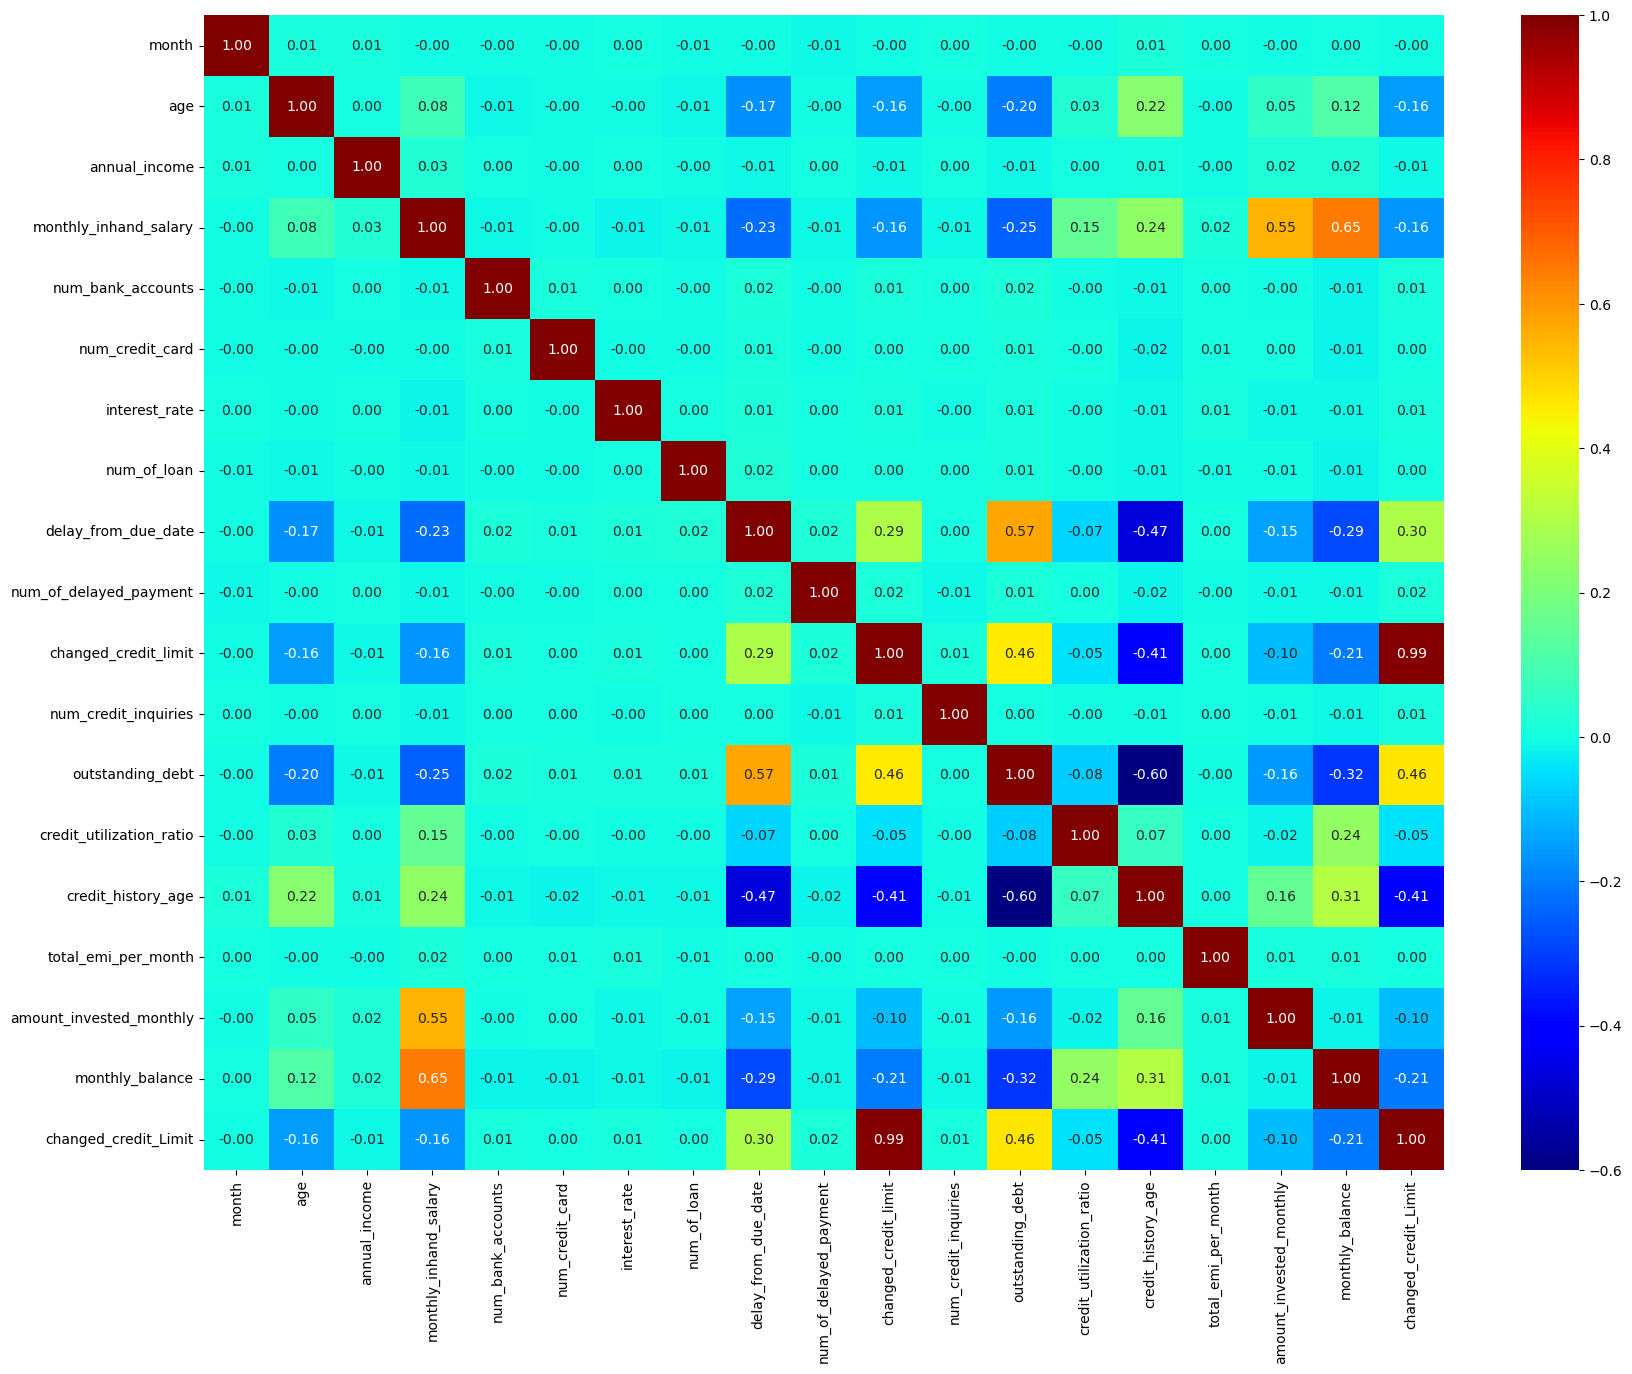 month 1.00 0.01 0.01 -0.00 -0.00 -0.00 0.00 -0.01 -0.00 -0.01 -0.00 0.00 -0.00 -0.00 0.01 0.00 -0.00 0.00 -0.00
age 0.01 1.00 0.00 0.08 -0.01 -0.00 -0.00 -0.01 -0.17 -0.00 -0.16 -0.00 -0.20 0.03 0.22 -0.00 0.05 0.12 -0.16
annual_income 0.01 0.00 1.00 0.03 0.00 -0.00 0.00 -0.00 -0.01 0.00 -0.01 0.00 -0.01 0.00 0.01 -0.00 0.02 0.02 -0.01
monthly_inhand_salary -0.00 0.08 0.03 1.00 -0.01 -0.00 -0.01 -0.01 -0.23 -0.01 -0.16 -0.01 -0.25 0.15 0.24 0.02 0.55 0.65 -0.16
num_bank_accounts -0.00 -0.01 0.00 -0.01 1.00 0.01 0.00 -0.00 0.02 -0.00 0.01 0.00 0.02 -0.00 -0.01 0.00 -0.00 -0.01 0.01
num_credit_card -0.00 -0.00 -0.00 -0.00 0.01 1.00 -0.00 -0.00 0.01 -0.00 0.00 0.00 0.01 -0.00 -0.02 0.01 0.00 -0.01 0.00
interest_rate 0.00 -0.00 0.00 -0.01 0.00 -0.00 1.00 0.00 0.01 0.00 0.01 -0.00 0.01 -0.00 -0.01 0.01 -0.01 -0.01 0.01
num_of_loan -0.01 -0.01 -0.00 -0.01 -0.00 -0.00 0.00 1.00 0.02 0.00 0.00 0.00 0.01 -0.00 -0.01 -0.01 -0.01 -0.01 0.00
delay_from_due_date -0.00 -0.17 -0.01 -0.23 0.02 0.01 0.01 0.02 1.00 0.02 0.29 0.00 0.57 -0.07 -0.47 0.00 -0.15 -0.29 0.30
num_of_delayed_payment -0.01 -0.00 0.00 -0.01 -0.00 -0.00 0.00 0.00 0.02 1.00 0.02 -0.01 0.01 0.00 -0.02 -0.00 -0.01 -0.01 0.02
changed_credit_limit -0.00 -0.16 -0.01 -0.16 0.01 0.00 0.01 0.00 0.29 0.02 1.00 0.01 0.46 -0.05 -0.41 0.00 -0.10 -0.21 0.99
num_credit_inquiries 0.00 -0.00 0.00 -0.01 0.00 0.00 -0.00 0.00 0.00 -0.01 0.01 1.00 0.00 -0.00 -0.01 0.00 -0.01 -0.01 0.01
outstanding_debt -0.00 -0.20 -0.01 -0.25 0.02 0.01 0.01 0.01 0.57 0.01 0.46 0.00 1.00 -0.08 -0.60 -0.00 -0.16 -0.32 0.46
credit_utilization_ratio -0.00 0.03 0.00 0.15 -0.00 -0.00 -0.00 -0.00 -0.07 0.00 -0.05 -0.00 -0.08 1.00 0.07 0.00 -0.02 0.24 -0.05
credit_history_age 0.01 0.22 0.01 0.24 -0.01 -0.02 -0.01 -0.01 -0.47 -0.02 -0.41 -0.01 -0.60 0.07 1.00 0.00 0.16 0.31 -0.41
total_emi_per_month 0.00 -0.00 -0.00 0.02 0.00 0.01 0.01 -0.01 0.00 -0.00 0.00 0.00 -0.00 0.00 0.00 1.00 0.01 0.01 0.00
amount_invested_monthly -0.00 0.05 0.02 0.55 -0.00 0.00 -0.01 -0.01 -0.15 -0.01 -0.10 -0.01 -0.16 -0.02 0.16 0.01 1.00 -0.01 -0.10
monthly_balance 0.00 0.12 0.02 0.65 -0.01 -0.01 -0.01 -0.01 -0.29 -0.01 -0.21 -0.01 -0.32 0.24 0.31 0.01 -0.01 1.00 -0.21
changed_credit_Limit -0.00 -0.16 -0.01 -0.16 0.01 0.00 0.01 0.00 0.30 0.02 0.99 0.01 0.46 -0.05 -0.41 0.00 -0.10 -0.21 1.00
month
age
annual_income
monthly_inhand_salary
num_bank_accounts
num_credit_card
interest_rate
num_of_loan
delay_from_due_date
num_of_delayed_payment
changed_credit_limit
num_credit_inquiries
outstanding_debt
credit_utilization_ratio
credit_history_age
total_emi_per_month
amount_invested_monthly
monthly_balance
changed_credit_Limit
1.0
0.8
0.6
0.4
0.2
0.0
−0.2
−0.4
−0.6